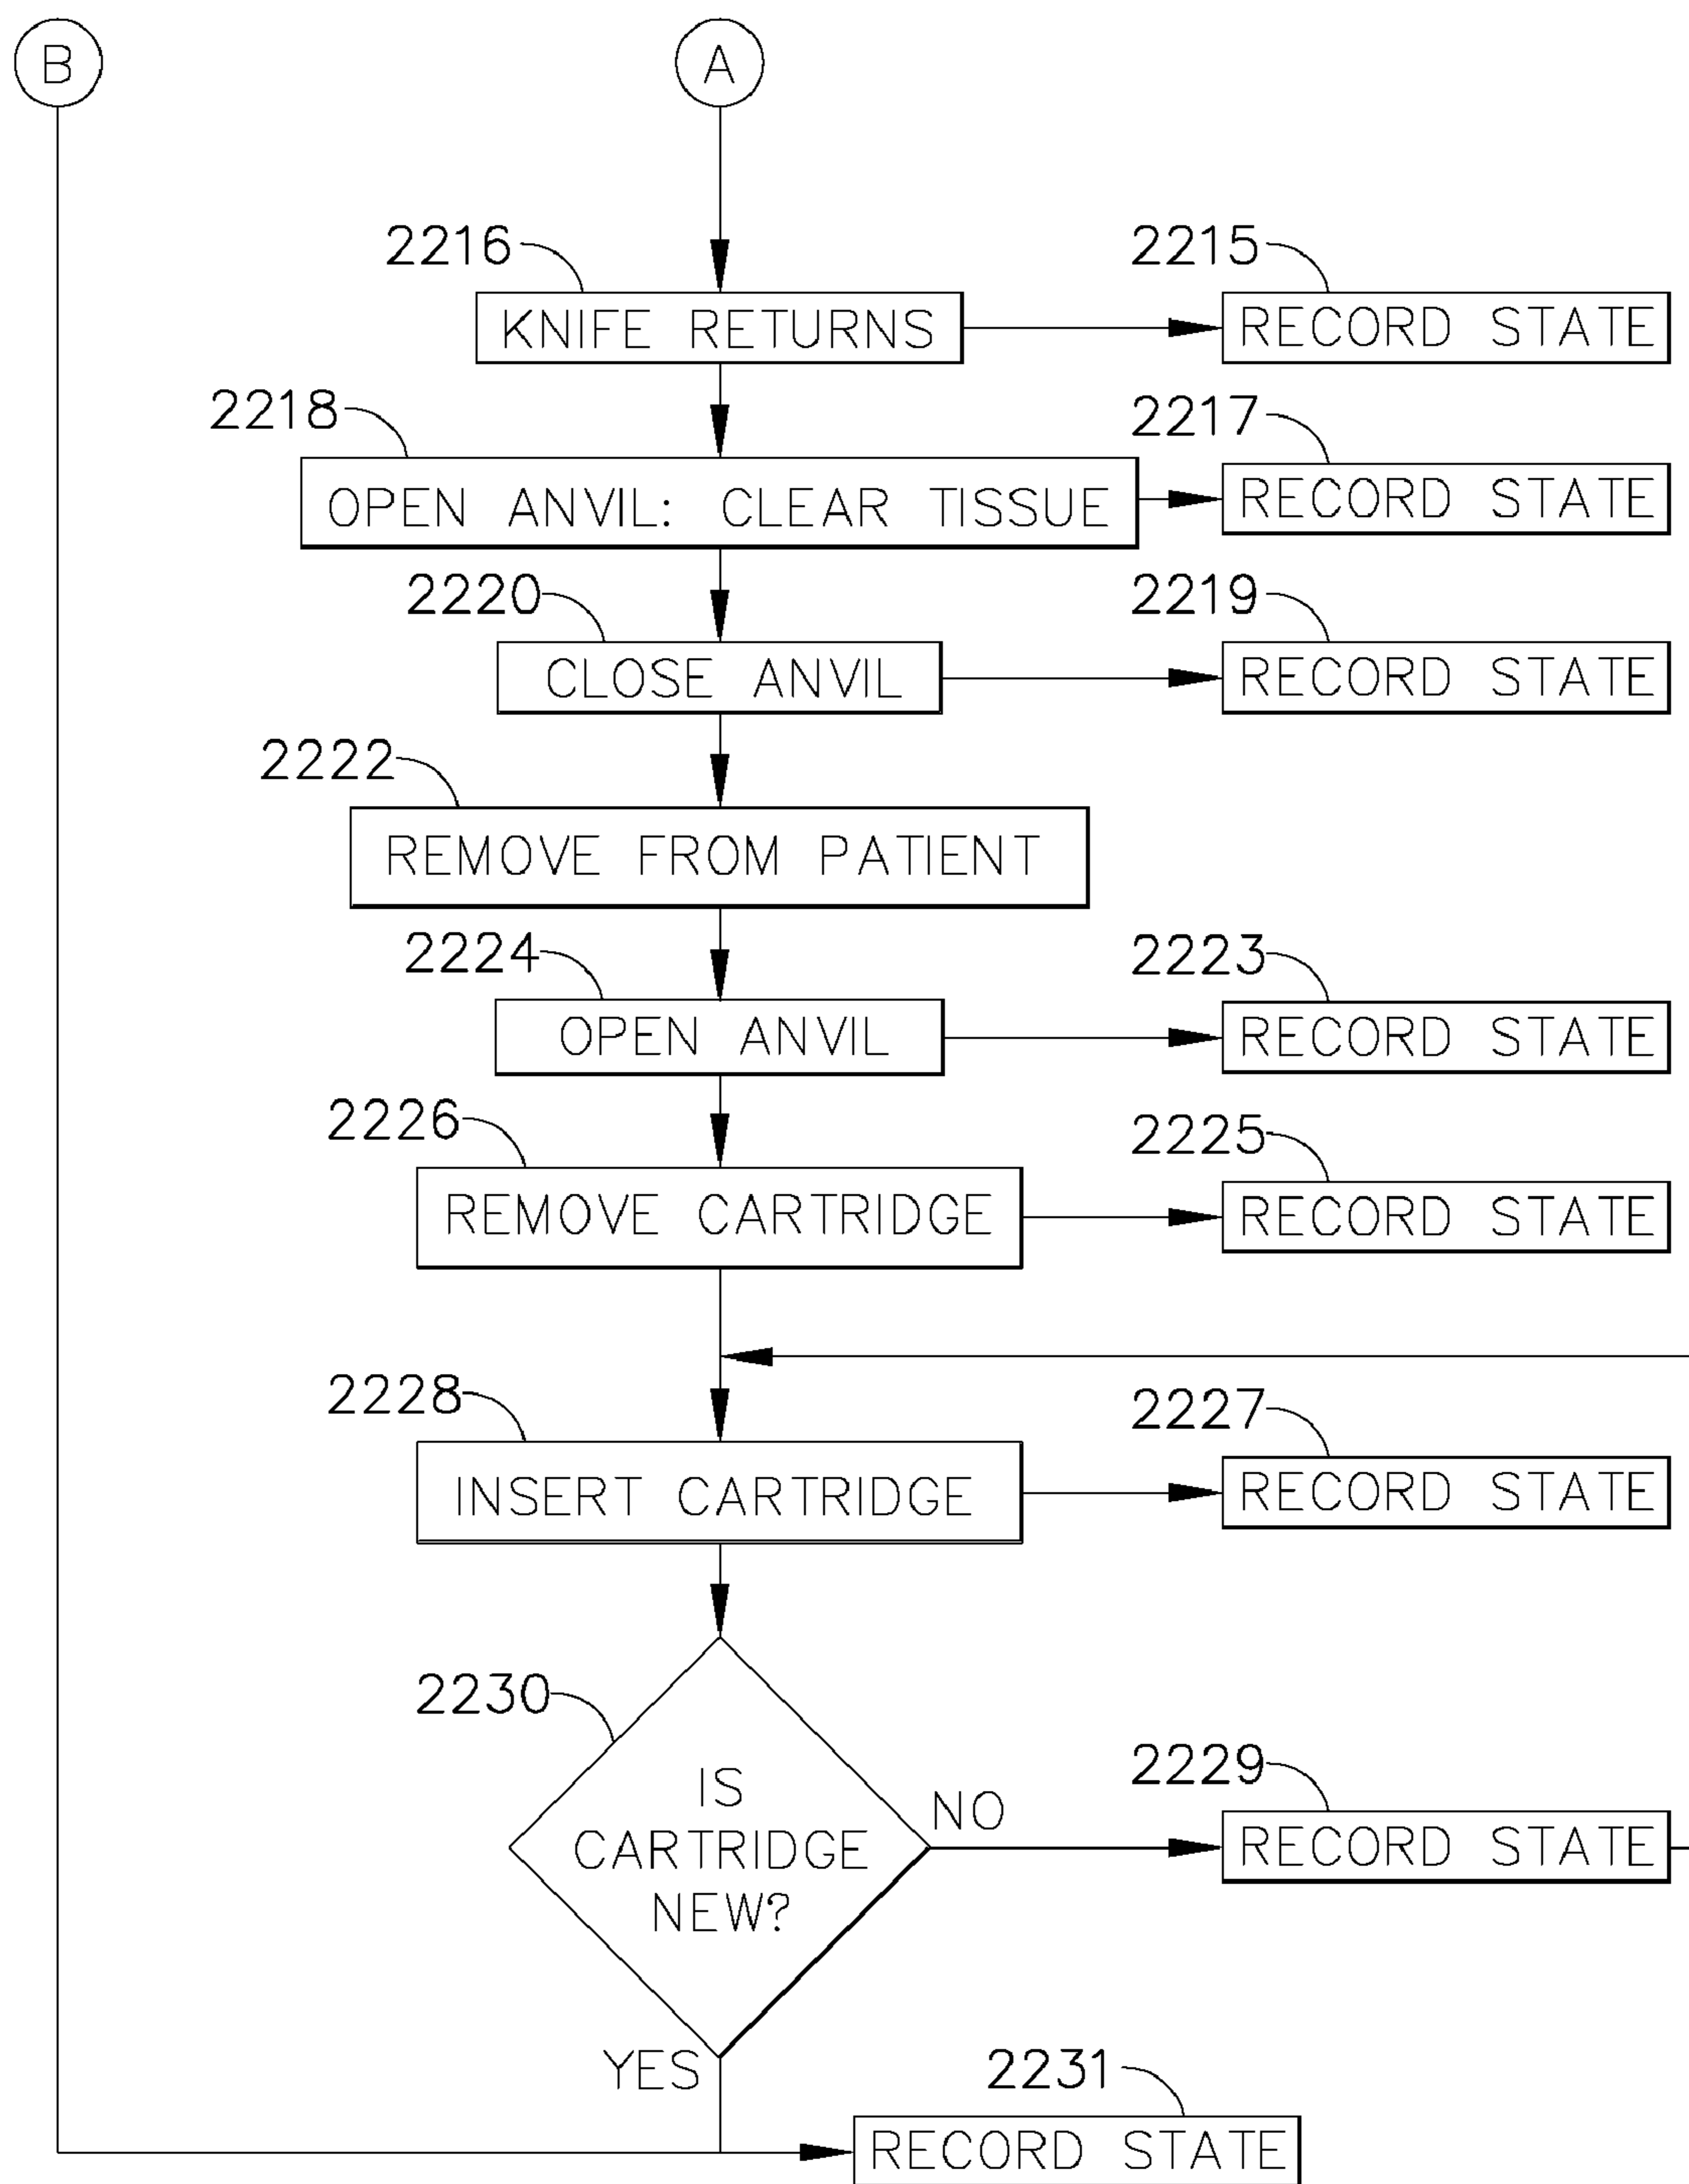 B
A
2216
2215
KNIFE RETURNS
RECORD STATE
2218
2217
OPEN ANVIL: CLEAR TISSUE
RECORD STATE
2220
2219
CLOSE ANVIL
RECORD STATE
2222
REMOVE FROM PATIENT
2224
2223
OPEN ANVIL
RECORD STATE
2226
2225
REMOVE CARTRIDGE
RECORD STATE
2228
2227
INSERT CARTRIDGE
RECORD STATE
2230
IS
CARTRIDGE
NEW?
NO
2229
RECORD STATE
YES
2231
RECORD STATE